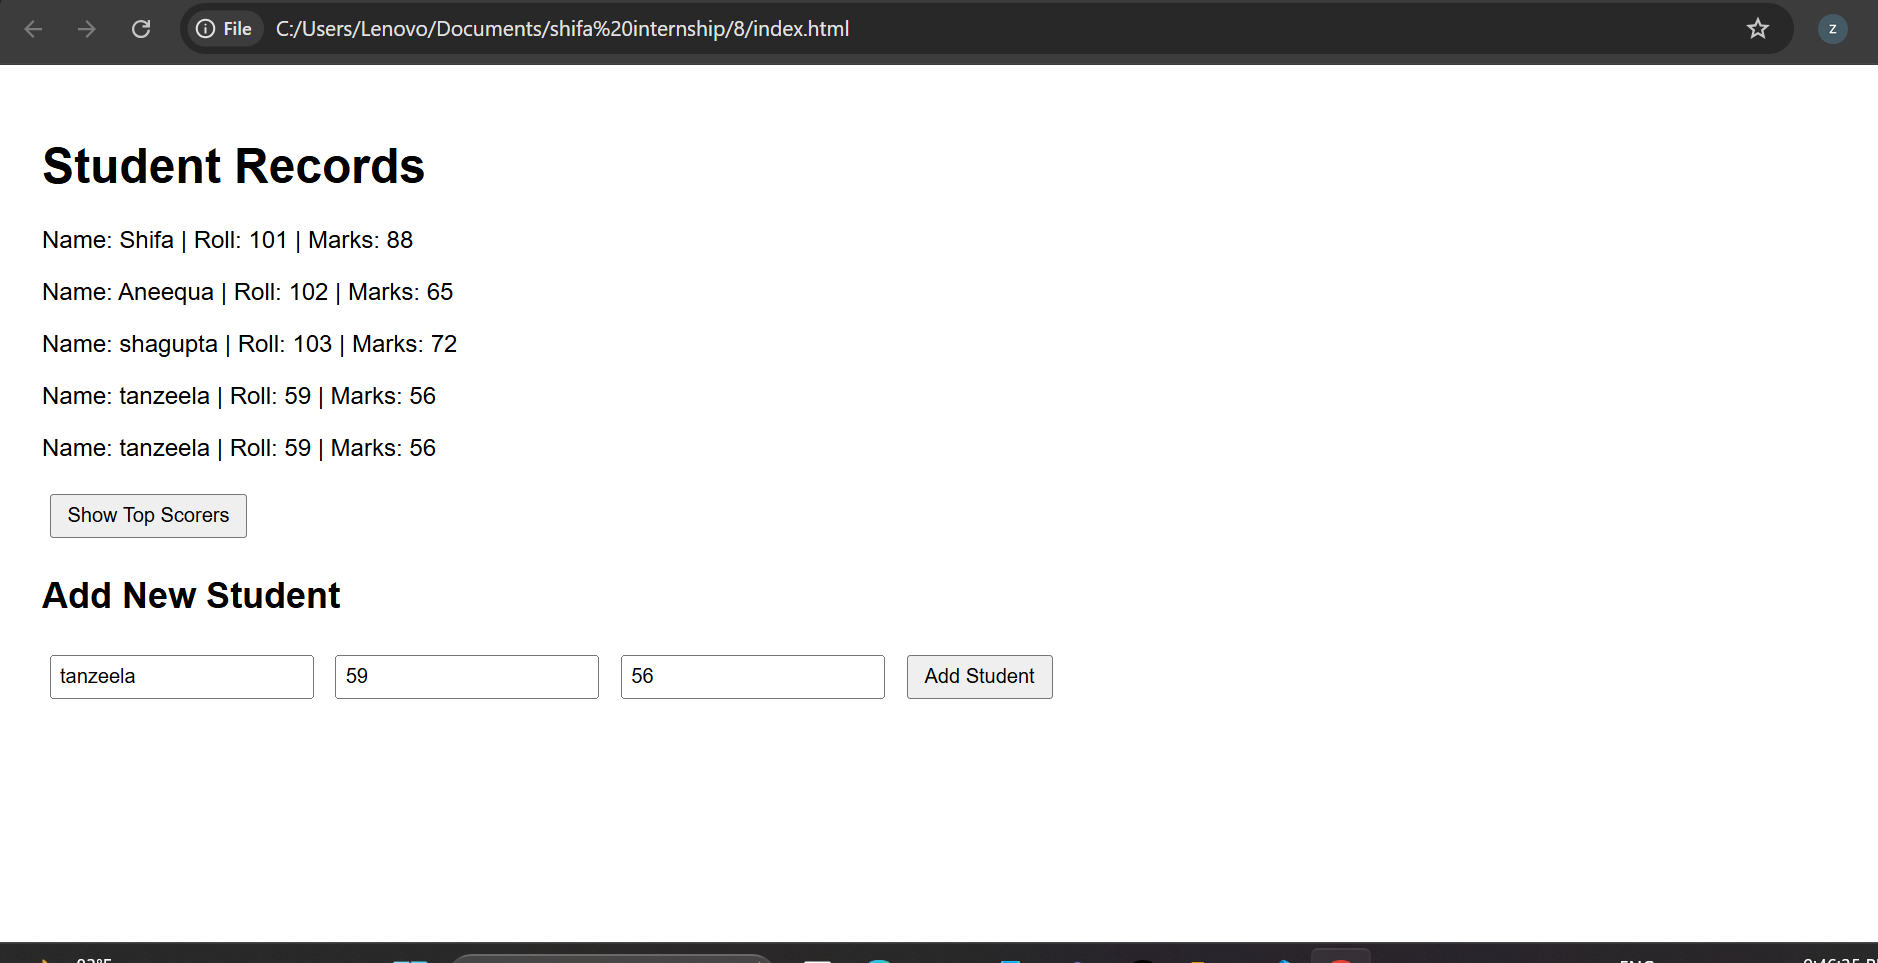 File C:/Users/Lenovo/Documents/shifa%20internship/8/index.html
z
Student Records
Name: Shifa | Roll: 101 | Marks: 88
Name: Aneequa | Roll: 102 | Marks: 65
Name: shagupta | Roll: 103 | Marks: 72
Name: tanzeela | Roll: 59 | Marks: 56
Name: tanzeela | Roll: 59 | Marks: 56
Show Top Scorers
Add New Student
tanzeela 59 56 Add Student